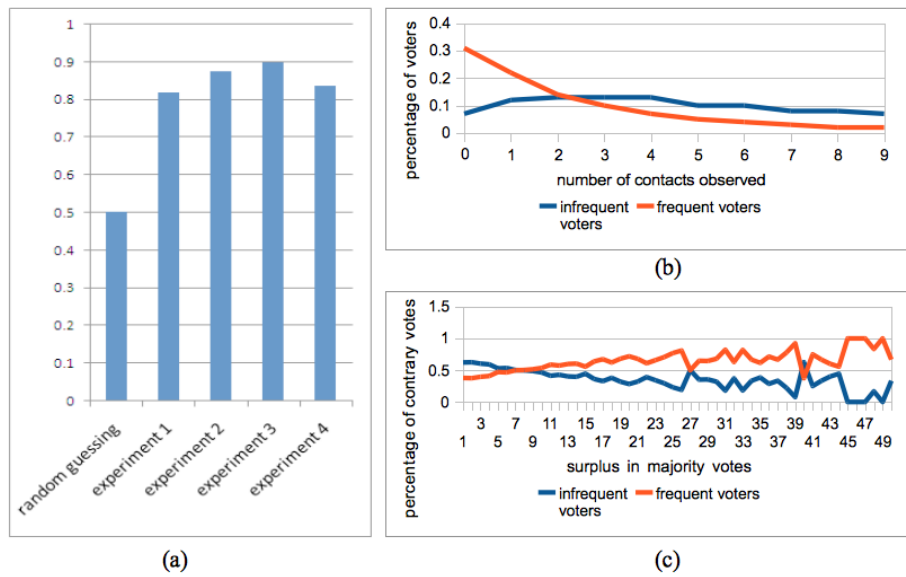 1
0.9
0.8
0.7
0.6
0.5
0.4
0.3
0.2
0.1
0
random guessing
experiment 1
experiment 2
experiment 3
experiment 4
(a)
percentage of voters
0.4
0.3
0.2
0.1
0
0 1 2 3 4 5 6 7 8 9
number of contacts observed
infrequent voters
frequent voters
(b)
percentage of contrary votes
1.5
1
0.5
0
3 7 11 13 17 21 25 29 31 35 39 43 47
1 5 9 15 19 23 27 33 37 41 45 49
surplus in majority votes
infrequent voters
frequent voters
(c)